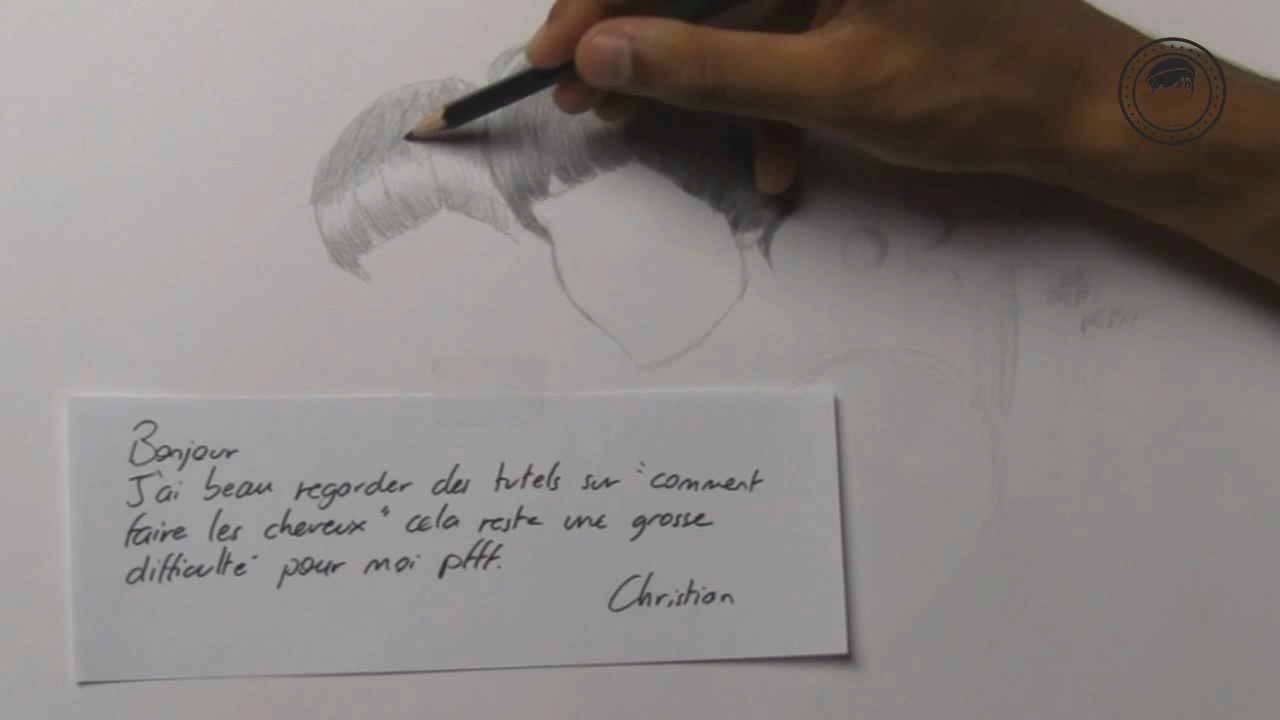 Bonjour
J'ai beau regarder des tutels sur "comment
faire les cheveux" cela reste une grosse
difficulté pour moi pfff.
Christian